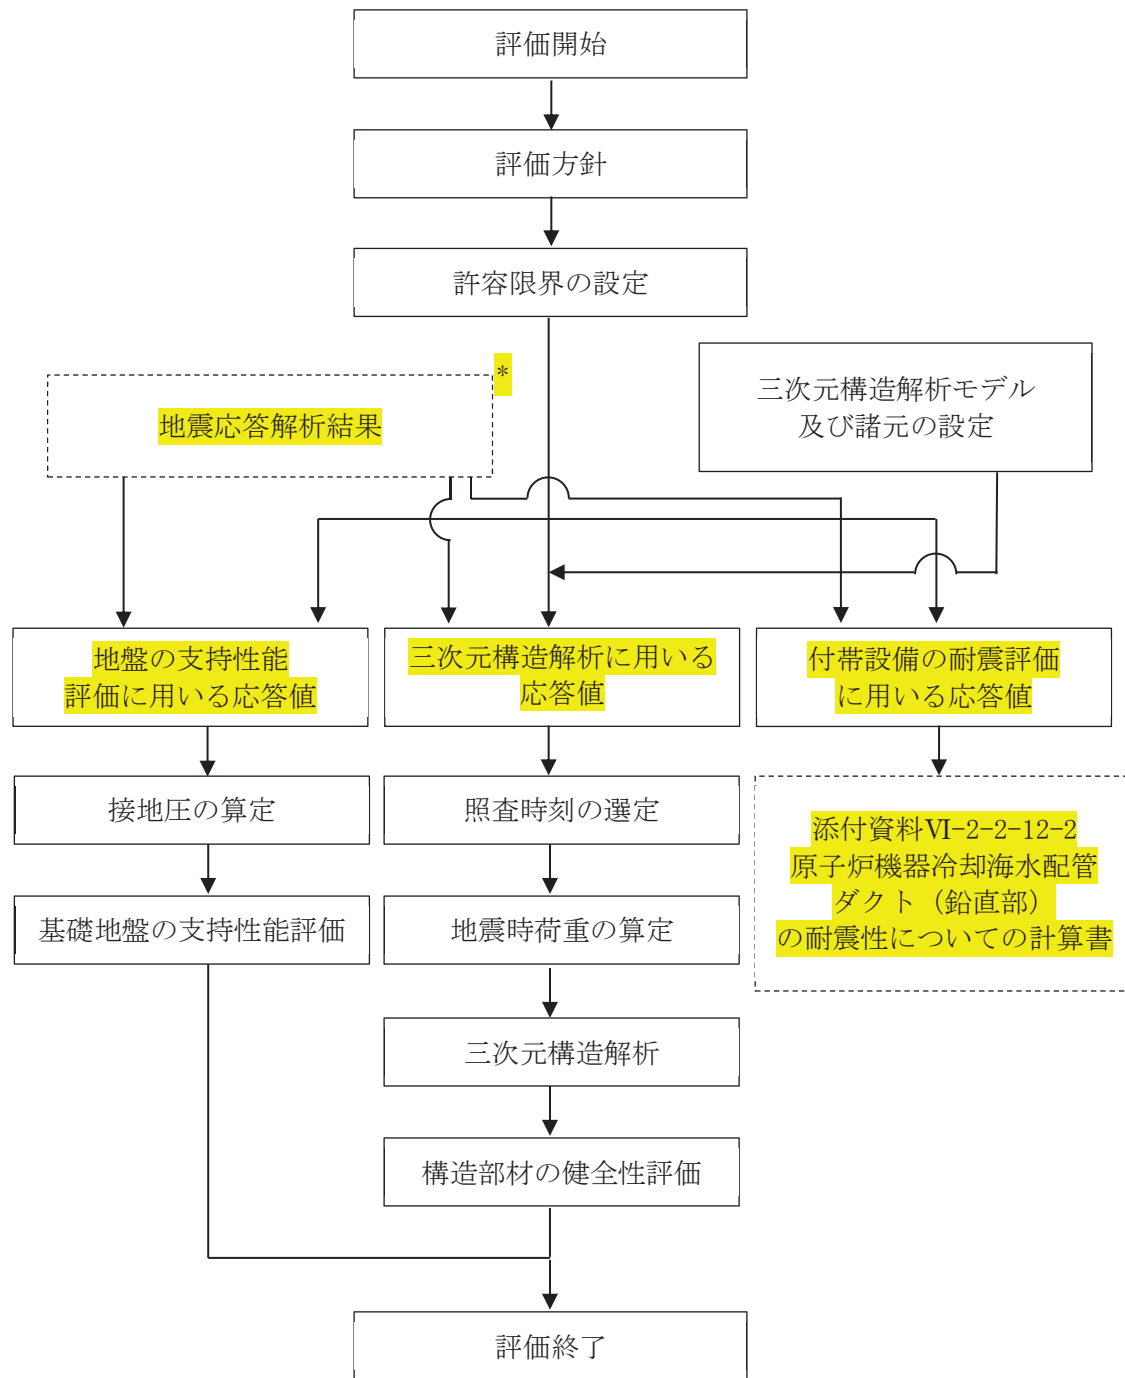 評価開始
評価方針
許容限界の設定
*
地震応答解析結果
三次元構造解析モデル
及び諸元の設定
地盤の支持性能
評価に用いる応答値
三次元構造解析に用いる
応答値
付帯設備の耐震評価
に用いる応答値
接地圧の算定
照査時刻の選定
添付資料Ⅵ-2-2-12-2
原子炉機器冷却海水配管
ダクト（鉛直部）
の耐震性についての計算書
基礎地盤の支持性能評価
地震時荷重の算定
三次元構造解析
構造部材の健全性評価
評価終了